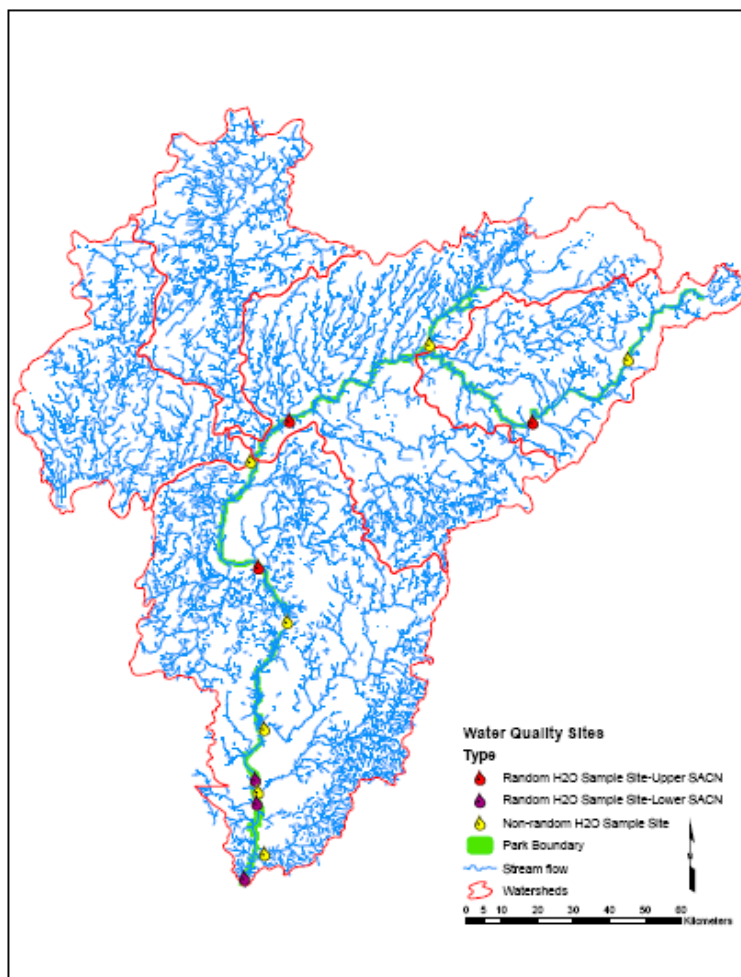 Water Quality Sites
Type
Random H2O Sample Site-Upper SACN
Random H2O Sample Site-Lower SACN
Non-random H2O Sample Site
Park Boundary
Stream flow
Watersheds
N
0 5 10 20 30 40 50 60
Kilometers